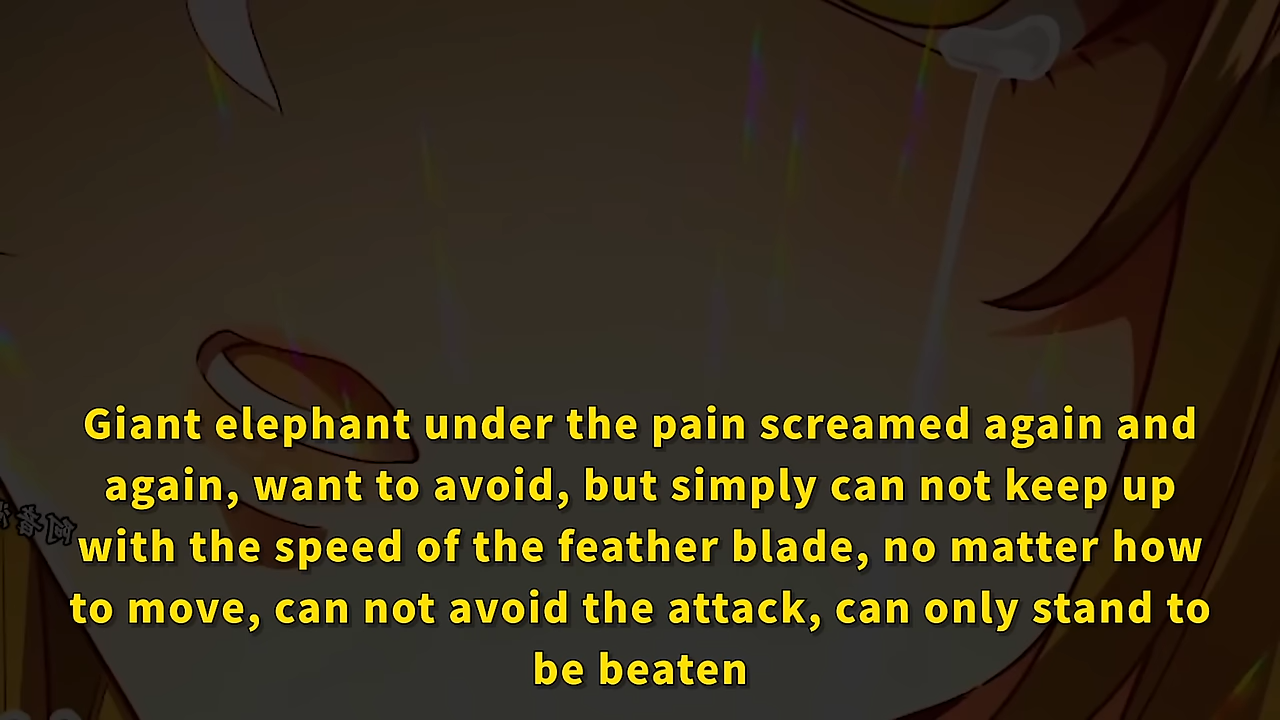 Giant elephant under the pain screamed again and
again, want to avoid, but simply can not keep up
with the speed of the feather blade, no matter how
to move, can not avoid the attack, can only stand to
be beaten